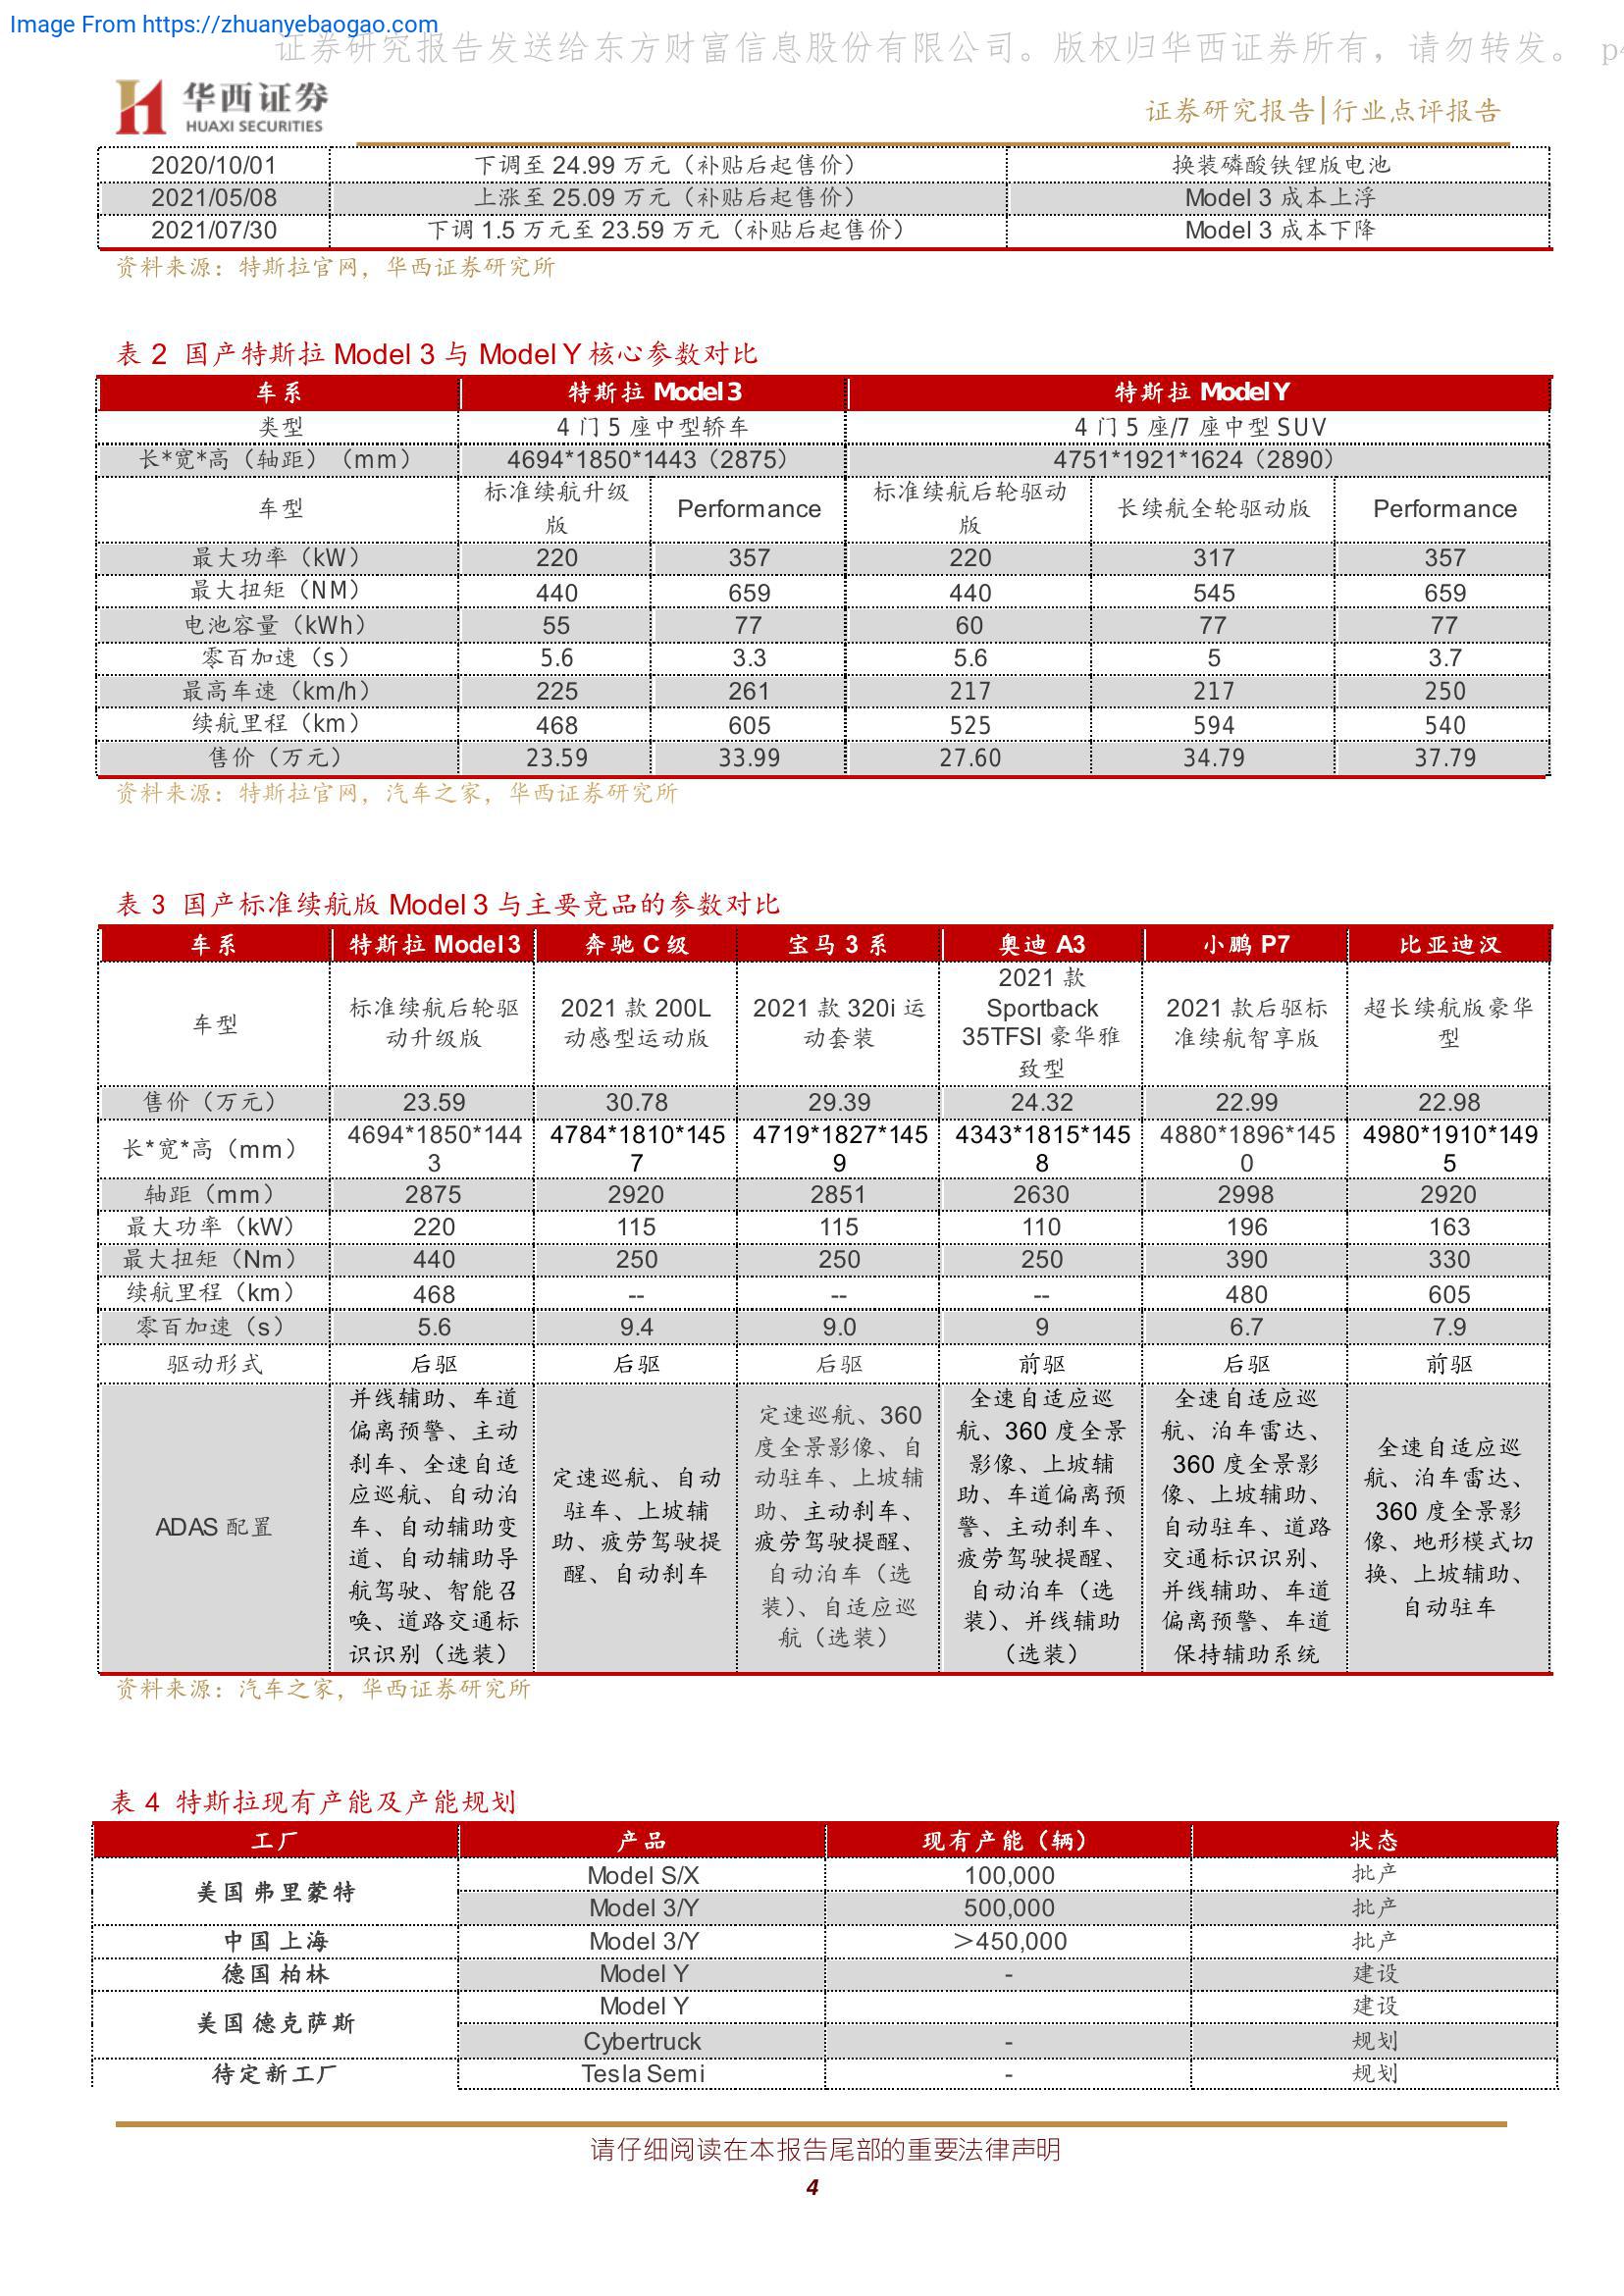 Image From https://zhuanyebaogao.com
证券研究报告发送给东方财富信息股份有限公司。版权归华西证券所有，请勿转发。 p4
华西证券
HUAXI SECURITIES
证券研究报告|行业点评报告
2020/10/01 下调至 24.99 万元（补贴后起售价） 换装磷酸铁锂版电池
2021/05/08 上涨至 25.09 万元（补贴后起售价） Model 3 成本上浮
2021/07/30 下调 1.5 万元至 23.59 万元（补贴后起售价） Model 3 成本下降
资料来源：特斯拉官网，华西证券研究所
表 2 国产特斯拉 Model 3 与 Model Y 核心参数对比
车系 特斯拉 Model 3 特斯拉 Model Y
类型 4 门 5 座中型轿车 4 门 5 座/7 座中型 SUV
长*宽*高（轴距）（mm） 4694*1850*1443（2875） 4751*1921*1624（2890）
车型 标准续航升级版 Performance 标准续航后轮驱动版 长续航全轮驱动版 Performance
最大功率（kW） 220 357 220 317 357
最大扭矩（NM） 440 659 440 545 659
电池容量（kWh） 55 77 60 77 77
零百加速（s） 5.6 3.3 5.6 5 3.7
最高车速（km/h） 225 261 217 217 250
续航里程（km） 468 605 525 594 540
售价（万元） 23.59 33.99 27.60 34.79 37.79
资料来源：特斯拉官网，汽车之家，华西证券研究所
表 3 国产标准续航版 Model 3 与主要竞品的参数对比
车系 特斯拉 Model 3 奔驰 C 级 宝马 3 系 奥迪 A3 小鹏 P7 比亚迪汉
车型 标准续航后轮驱动升级版 2021 款 200L 动感型运动版 2021 款 320i 运动套装 2021 款 Sportback 35TFSI 豪华雅致型 2021 款后驱标准续航智享版 超长续航版豪华型
售价（万元） 23.59 30.78 29.39 24.32 22.99 22.98
长*宽*高（mm） 4694*1850*1443 4784*1810*1457 4719*1827*1459 4343*1815*1458 4880*1896*1450 4980*1910*1495
轴距（mm） 2875 2920 2851 2630 2998 2920
最大功率（kW） 220 115 115 110 196 163
最大扭矩（Nm） 440 250 250 250 390 330
续航里程（km） 468 -- -- -- 480 605
零百加速（s） 5.6 9.4 9.0 9 6.7 7.9
驱动形式 后驱 后驱 后驱 前驱 后驱 前驱
ADAS 配置 并线辅助、车道偏离预警、主动刹车、全速自适应巡航、自动泊车、自动辅助变道、自动辅助导航驾驶、智能召唤、道路交通标识识别（选装） 定速巡航、自动驻车、上坡辅助、疲劳驾驶提醒、自动刹车 定速巡航、360 度全景影像、自动驻车、上坡辅助、主动刹车、疲劳驾驶提醒、自动泊车（选装）、自适应巡航（选装） 全速自适应巡航、360 度全景影像、上坡辅助、车道偏离预警、主动刹车、疲劳驾驶提醒、自动泊车（选装）、并线辅助（选装） 全速自适应巡航、泊车雷达、360 度全景影像、上坡辅助、自动驻车、道路交通标识识别、并线辅助、车道偏离预警、车道保持辅助系统 全速自适应巡航、泊车雷达、360 度全景影像、地形模式切换、上坡辅助、自动驻车
资料来源：汽车之家，华西证券研究所
表 4 特斯拉现有产能及产能规划
工厂 产品 现有产能（辆） 状态
美国 弗里蒙特 Model S/X 100,000 批产
Model 3/Y 500,000 批产
中国 上海 Model 3/Y ＞450,000 批产
德国 柏林 Model Y - 建设
美国 德克萨斯 Model Y 建设
Cybertruck - 规划
待定新工厂 Tesla Semi - 规划
请仔细阅读在本报告尾部的重要法律声明
4